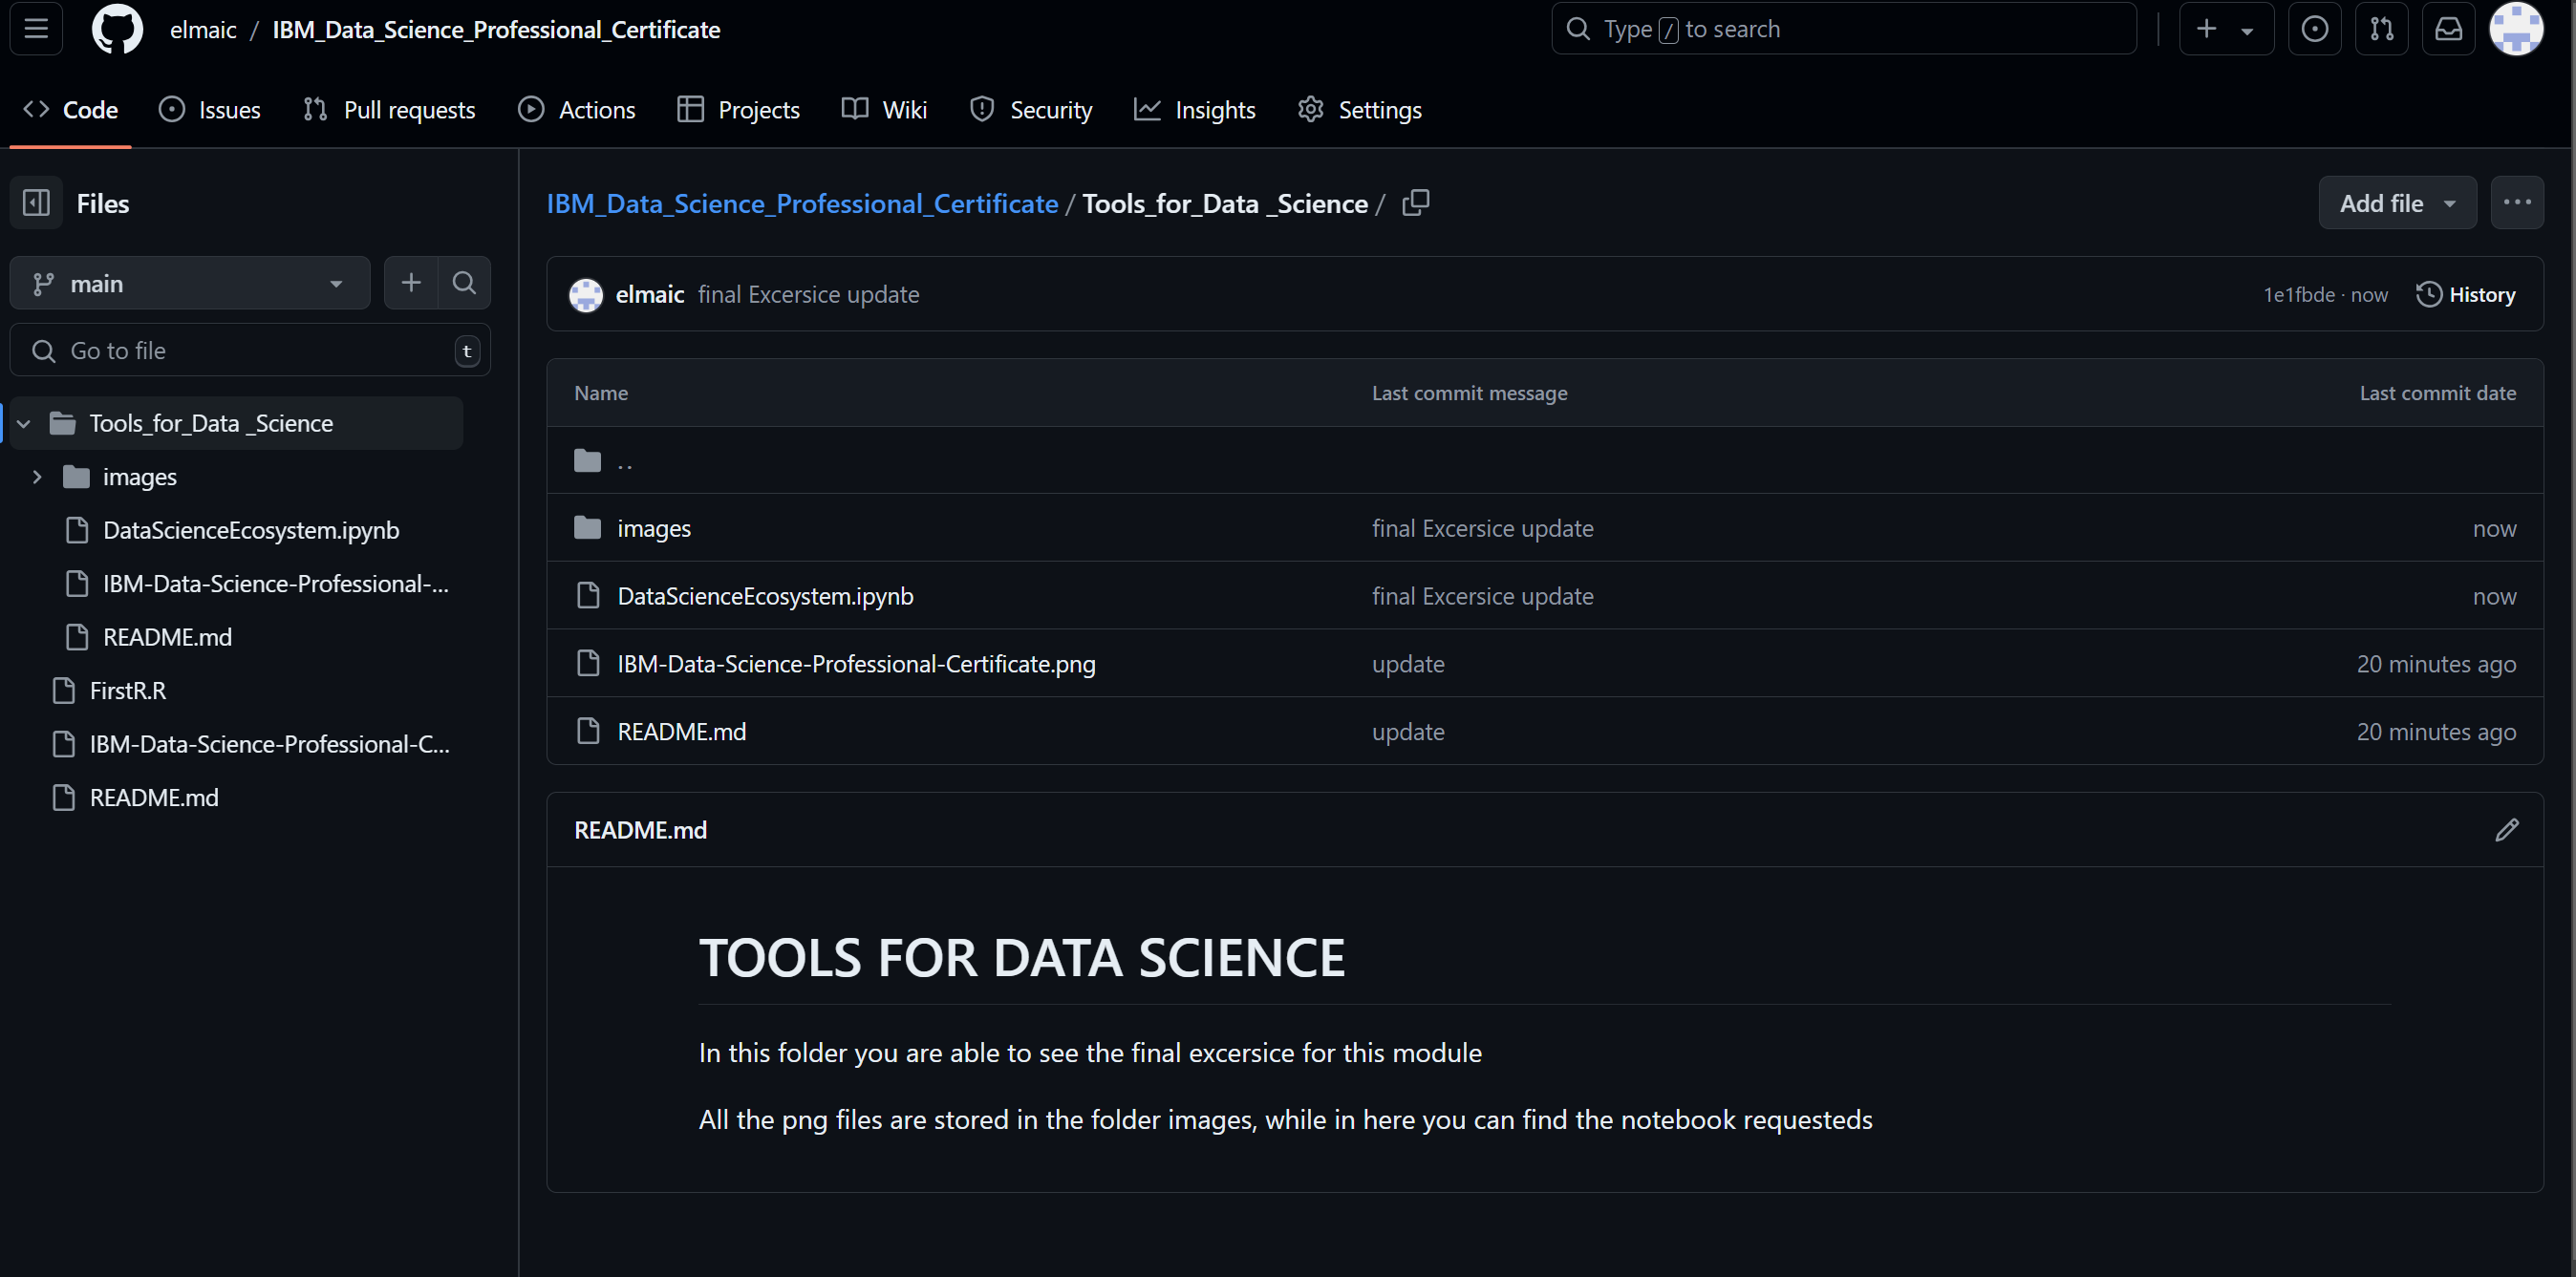 elmaic / IBM_Data_Science_Professional_Certificate
Type / to search
Code Issues Pull requests Actions Projects Wiki Security Insights Settings
Files
main
Go to file t
Tools_for_Data _Science
images
DataScienceEcosystem.ipynb
IBM-Data-Science-Professional-...
README.md
FirstR.R
IBM-Data-Science-Professional-C...
README.md
IBM_Data_Science_Professional_Certificate / Tools_for_Data _Science /
Add file
elmaic final Excersice update 1e1fbde · now History
Name Last commit message Last commit date
..
images final Excersice update now
DataScienceEcosystem.ipynb final Excersice update now
IBM-Data-Science-Professional-Certificate.png update 20 minutes ago
README.md update 20 minutes ago
README.md
TOOLS FOR DATA SCIENCE
In this folder you are able to see the final excersice for this module
All the png files are stored in the folder images, while in here you can find the notebook requesteds